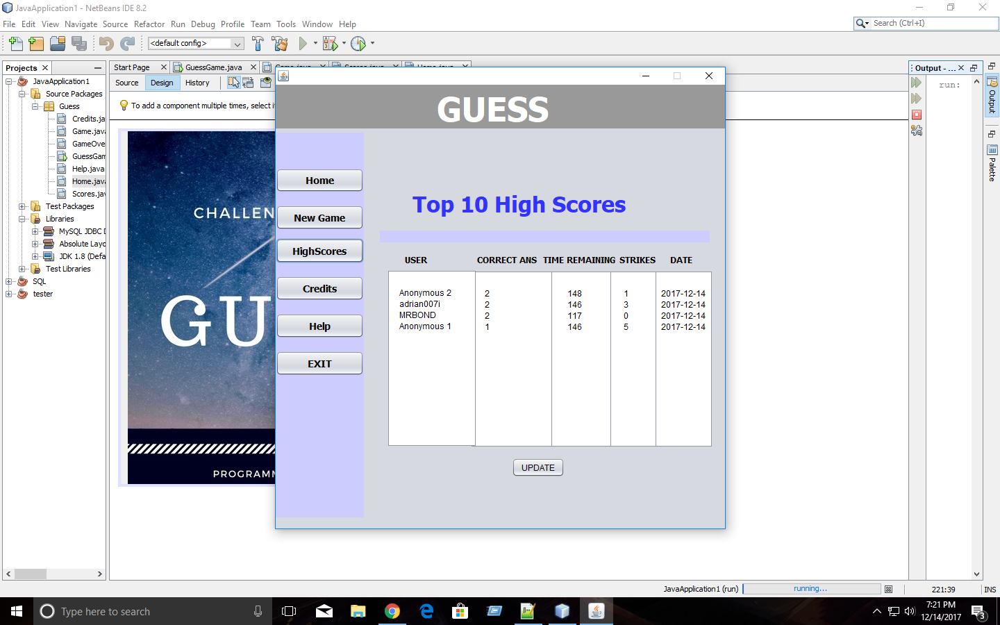 JavaApplication1 - NetBeans IDE 8.2
File Edit View Navigate Source Refactor Run Debug Profile Team Tools Window Help
Search (Ctrl+I)
<default config>
Projects
JavaApplication1
Source Packages
Guess
Credits.ja
Game.java
GameOve
GuessGam
Help.java
Home.java
Scores.jav
Test Packages
Libraries
MySQL JDBC D
Absolute Layo
JDK 1.8 (Defa
Test Libraries
SQL
tester
Start Page GuessGame.java
Source Design History
To add a component multiple times, select i
CHALLEN
GU
PROGRAMM
GUESS
Home
New Game
HighScores
Credits
Help
EXIT
Top 10 High Scores
USER CORRECT ANS TIME REMAINING STRIKES DATE
Anonymous 2 2 148 1 2017-12-14
adrian007i 2 146 3 2017-12-14
MRBOND 2 117 0 2017-12-14
Anonymous 1 1 146 5 2017-12-14
UPDATE
Output - ...
run:
Output
Palette
JavaApplication1 (run) running... 221:39 INS
Type here to search
7:21 PM
12/14/2017
3